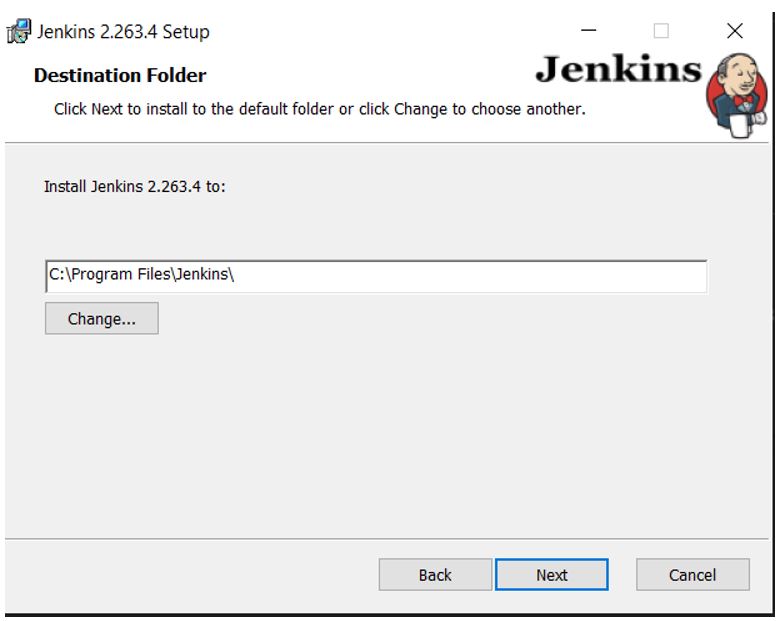 Jenkins 2.263.4 Setup
Destination Folder
Jenkins
Click Next to install to the default folder or click Change to choose another.
Install Jenkins 2.263.4 to:
C:\Program Files\Jenkins\
Change...
Back
Next
Cancel